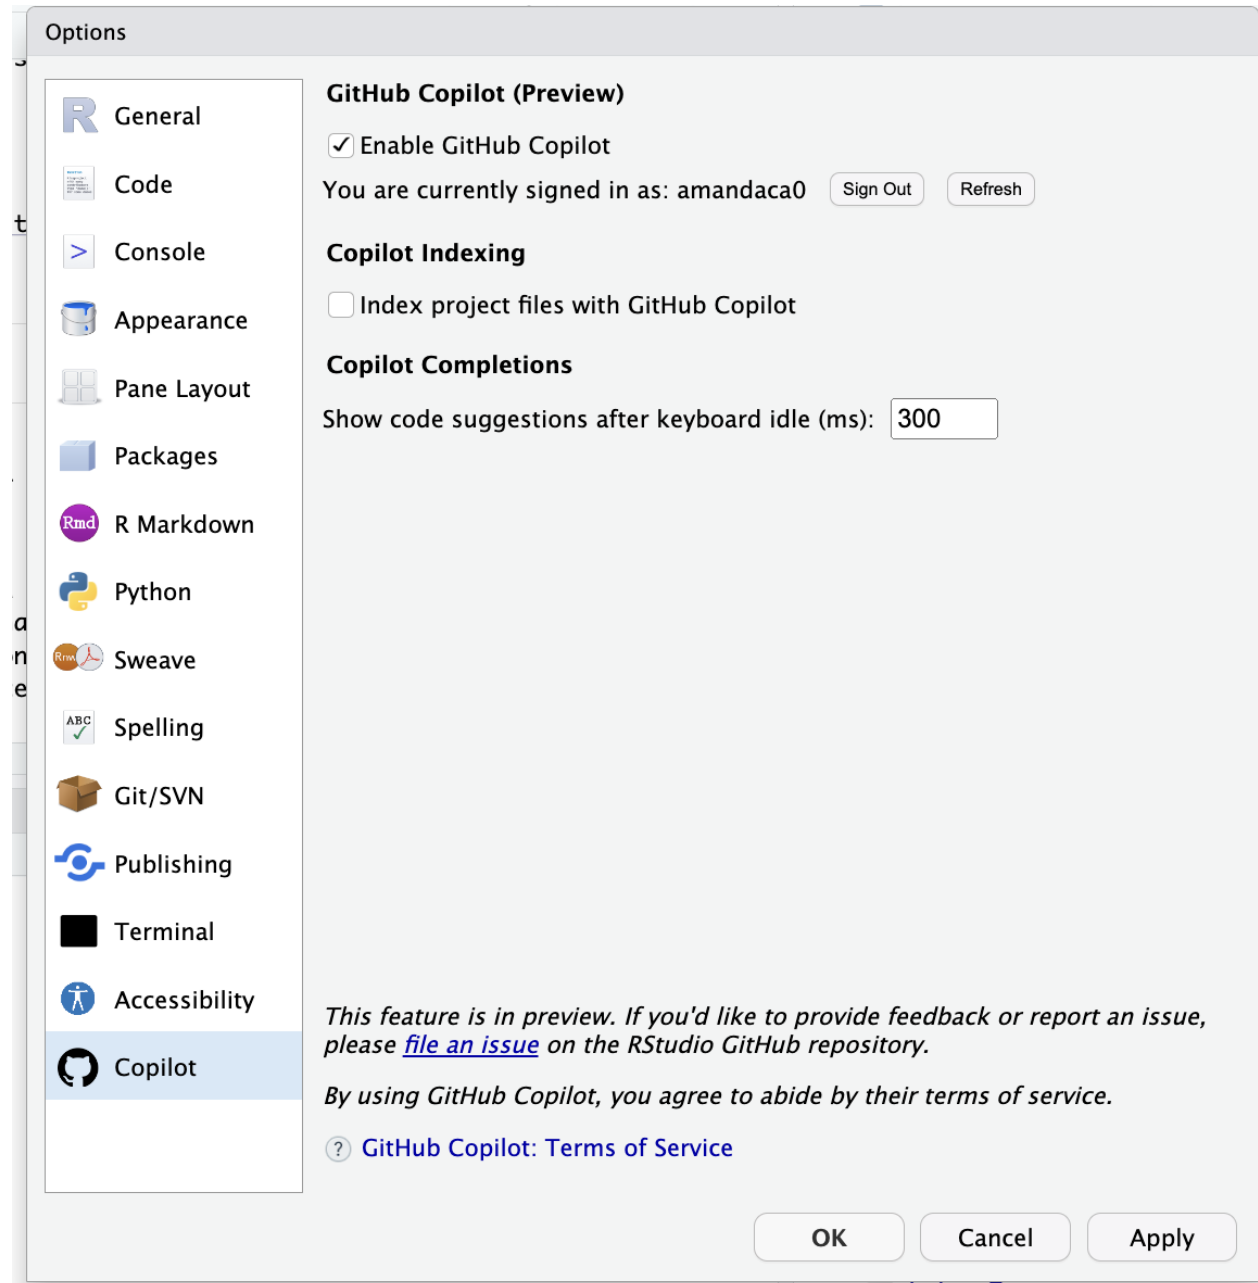 Options
General
Code
Console
Appearance
Pane Layout
Packages
Rmd R Markdown
Python
Rnw Sweave
ABC Spelling
Git/SVN
Publishing
Terminal
Accessibility
Copilot
GitHub Copilot (Preview)
Enable GitHub Copilot
You are currently signed in as: amandaca0 Sign Out Refresh
Copilot Indexing
Index project files with GitHub Copilot
Copilot Completions
Show code suggestions after keyboard idle (ms): 300
This feature is in preview. If you'd like to provide feedback or report an issue,
please file an issue on the RStudio GitHub repository.
By using GitHub Copilot, you agree to abide by their terms of service.
? GitHub Copilot: Terms of Service
OK Cancel Apply